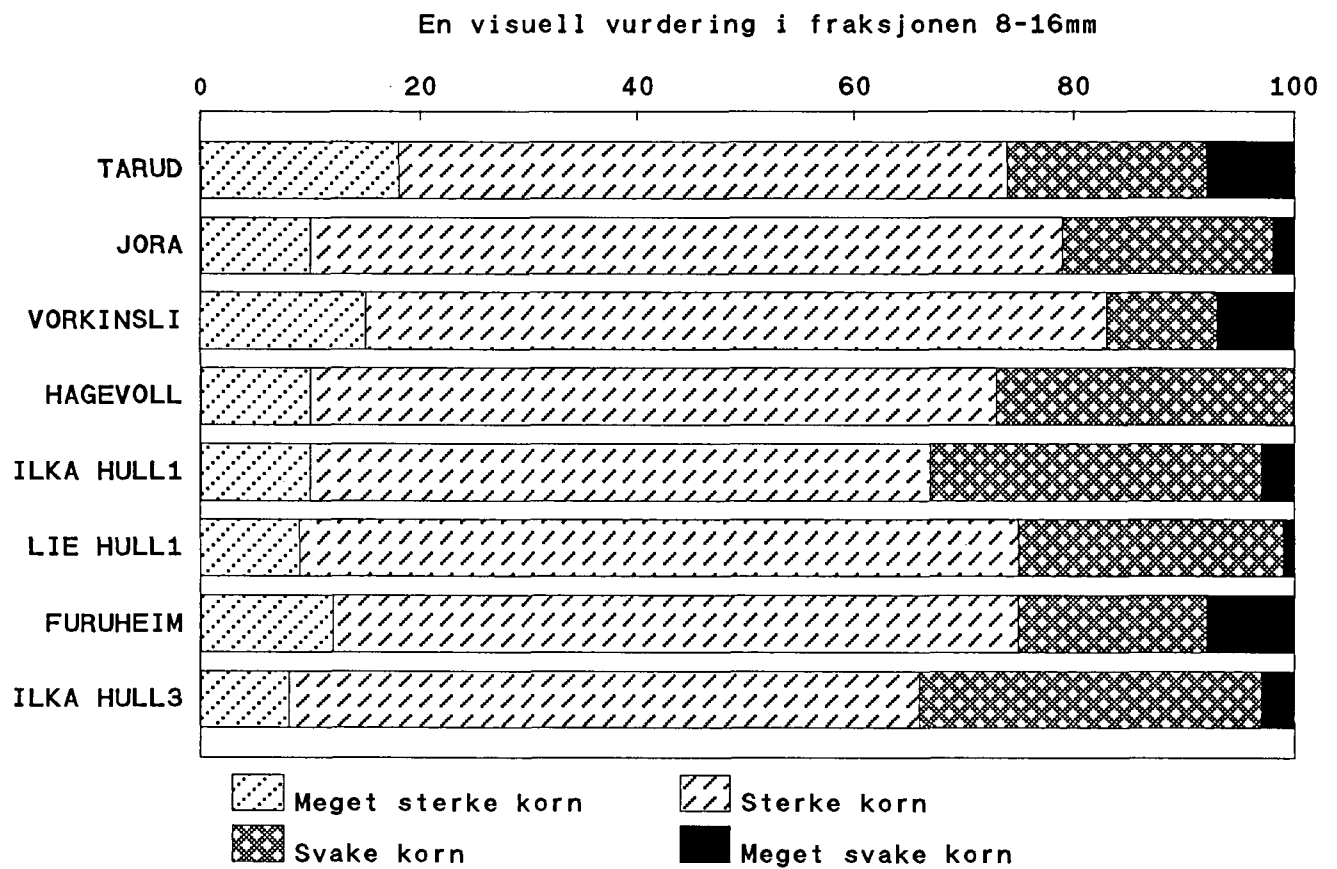 En visuell vurdering i fraksjonen 8-16mm
0 20 40 60 80 100
TARUD
JORA
VORKINSLI
HAGEVOLL
ILKA HULL1
LIE HULL1
FURUHEIM
ILKA HULL3
Meget sterke korn Sterke korn
Svake korn Meget svake korn